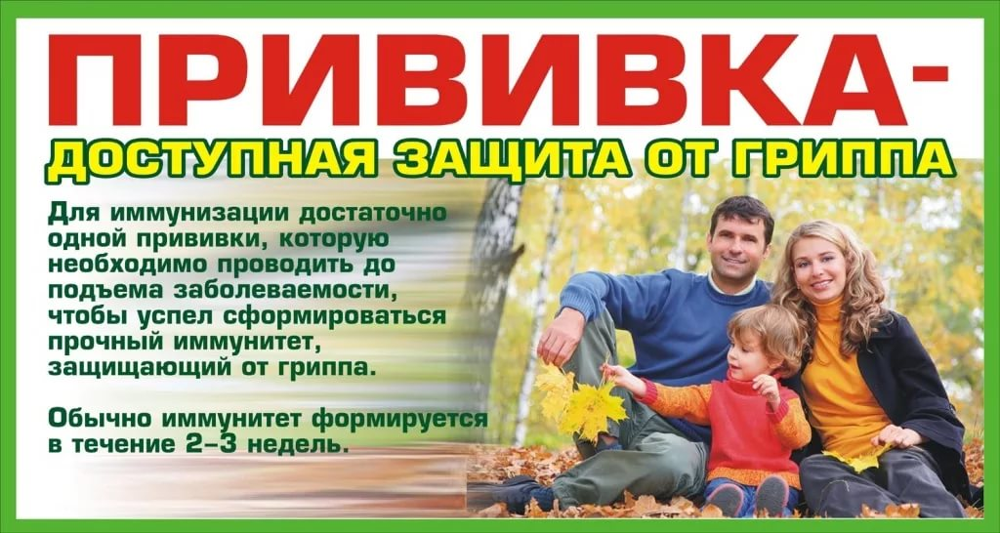 ПРИВИВКА-
ДОСТУПНАЯ ЗАЩИТА ОТ ГРИППА
Для иммунизации достаточно
одной прививки, которую
необходимо проводить до
подъема заболеваемости,
чтобы успел сформироваться
прочный иммунитет,
защищающий от гриппа.
Обычно иммунитет формируется
в течение 2-3 недель.